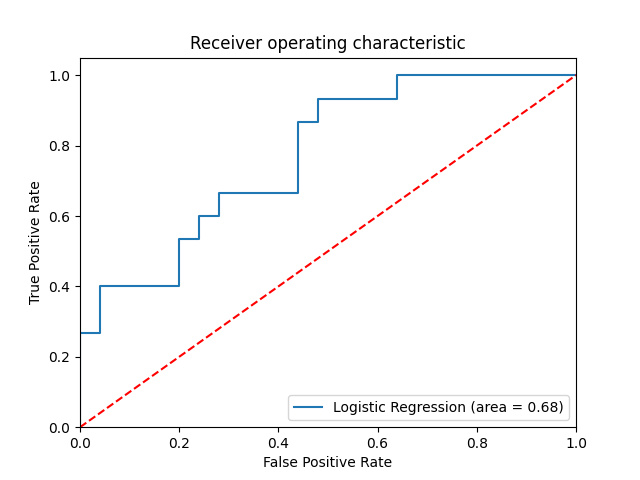 Receiver operating characteristic
1.0
0.8
0.6
0.4
0.2
0.0
True Positive Rate
Logistic Regression (area = 0.68)
0.0 0.2 0.4 0.6 0.8 1.0
False Positive Rate